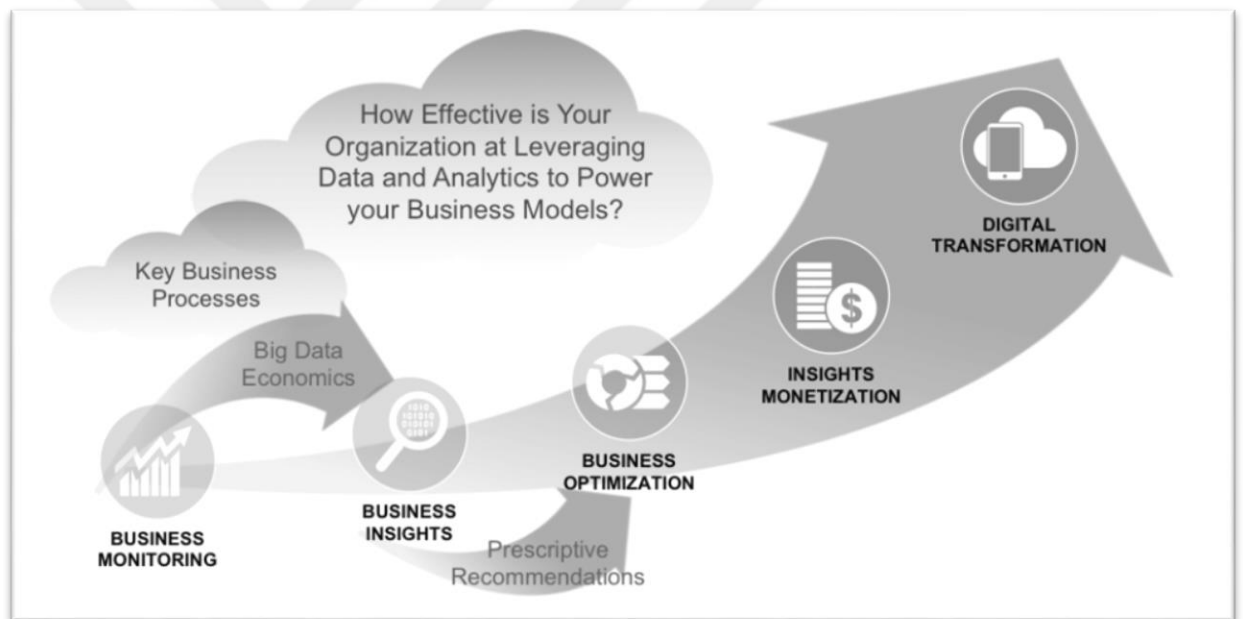 How Effective is Your
Organization at Leveraging
Data and Analytics to Power
your Business Models?
Key Business
Processes
Big Data
Economics
BUSINESS
MONITORING
BUSINESS
INSIGHTS
Prescriptive
Recommendations
BUSINESS
OPTIMIZATION
INSIGHTS
MONETIZATION
DIGITAL
TRANSFORMATION